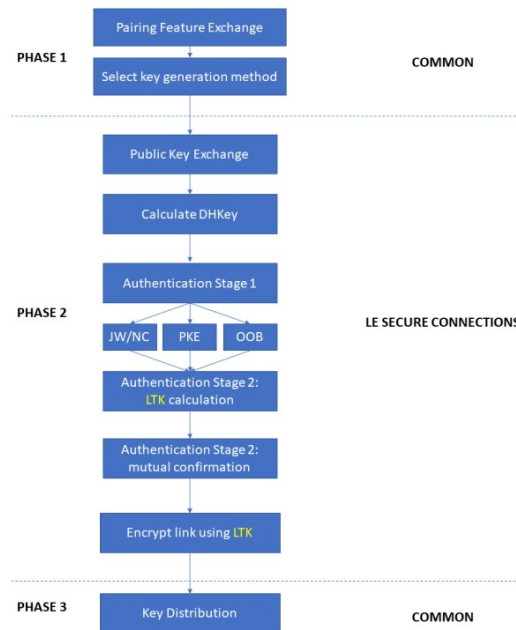 Pairing Feature Exchange
PHASE 1
COMMON
Select key generation method
Public Key Exchange
Calculate DHKey
Authentication Stage 1
PHASE 2
LE SECURE CONNECTIONS
JW/NC
PKE
OOB
Authentication Stage 2:
LTK calculation
Authentication Stage 2:
mutual confirmation
Encrypt link using LTK
PHASE 3
Key Distribution
COMMON